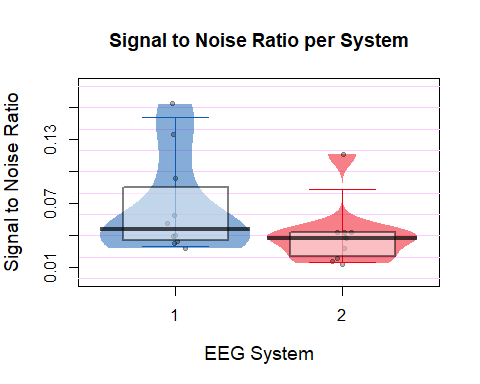 Signal to Noise Ratio per System
Signal to Noise Ratio
0.13
0.07
0.01
1
2
EEG System